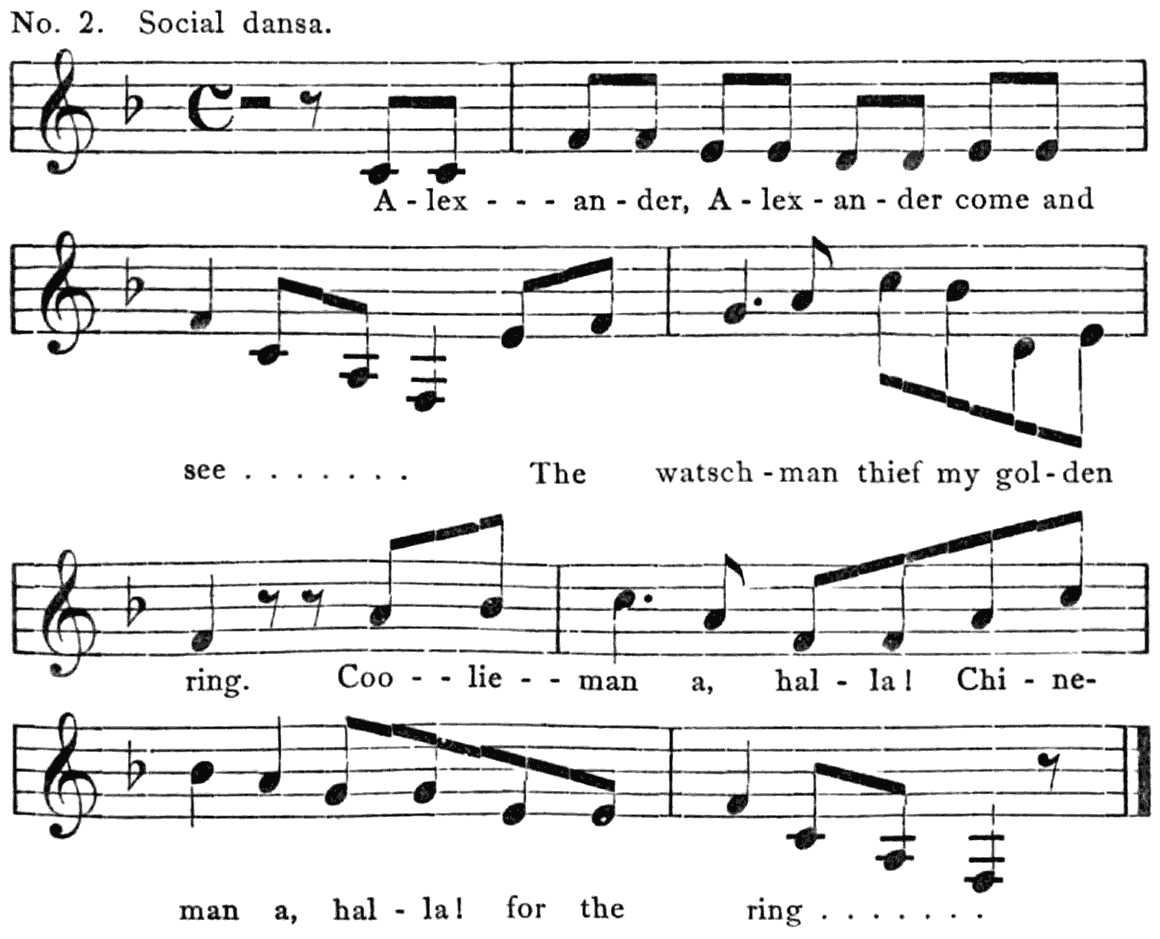 No. 2. Social dansa.
A - lex - - - an - der, A - lex - an - der come and
see . . . . . . . The watsch - man thief my gol - den
ring. Coo - - lie - - man a, hal - la! Chi - ne-
man a, hal - la! for the ring . . . . . . .